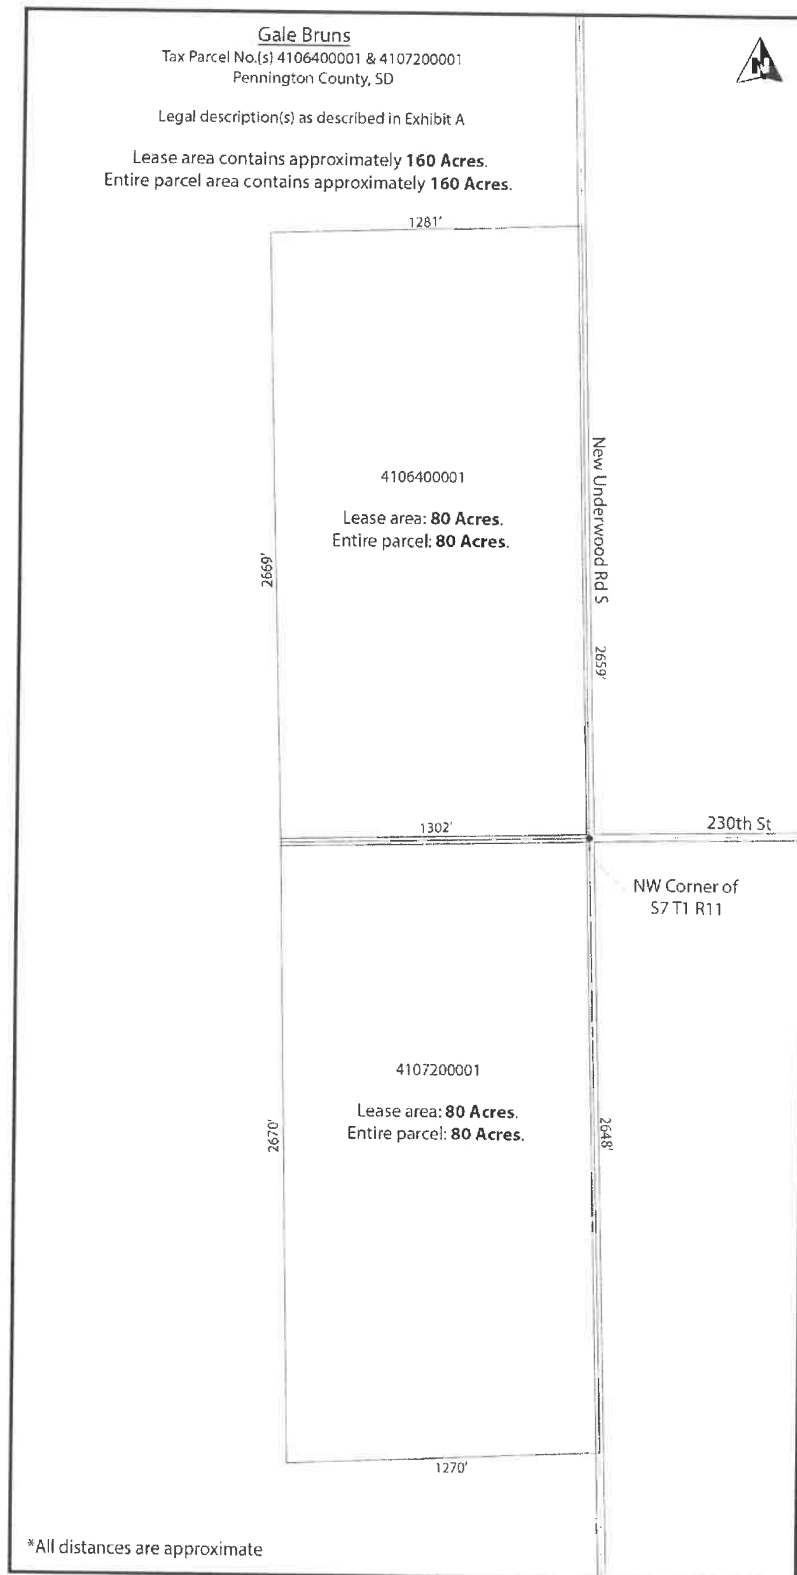 Gale Bruns
Tax Parcel No.(s) 4106400001 & 4107200001
Pennington County, SD
N
Legal description(s) as described in Exhibit A
Lease area contains approximately 160 Acres.
Entire parcel area contains approximately 160 Acres.
1281'
4106400001
Lease area: 80 Acres.
Entire parcel: 80 Acres.
2669'
New Underwood Rd S
2659'
1302'
230th St
NW Corner of
S7 T1 R11
4107200001
Lease area: 80 Acres.
Entire parcel: 80 Acres.
2670'
2648'
1270'
*All distances are approximate